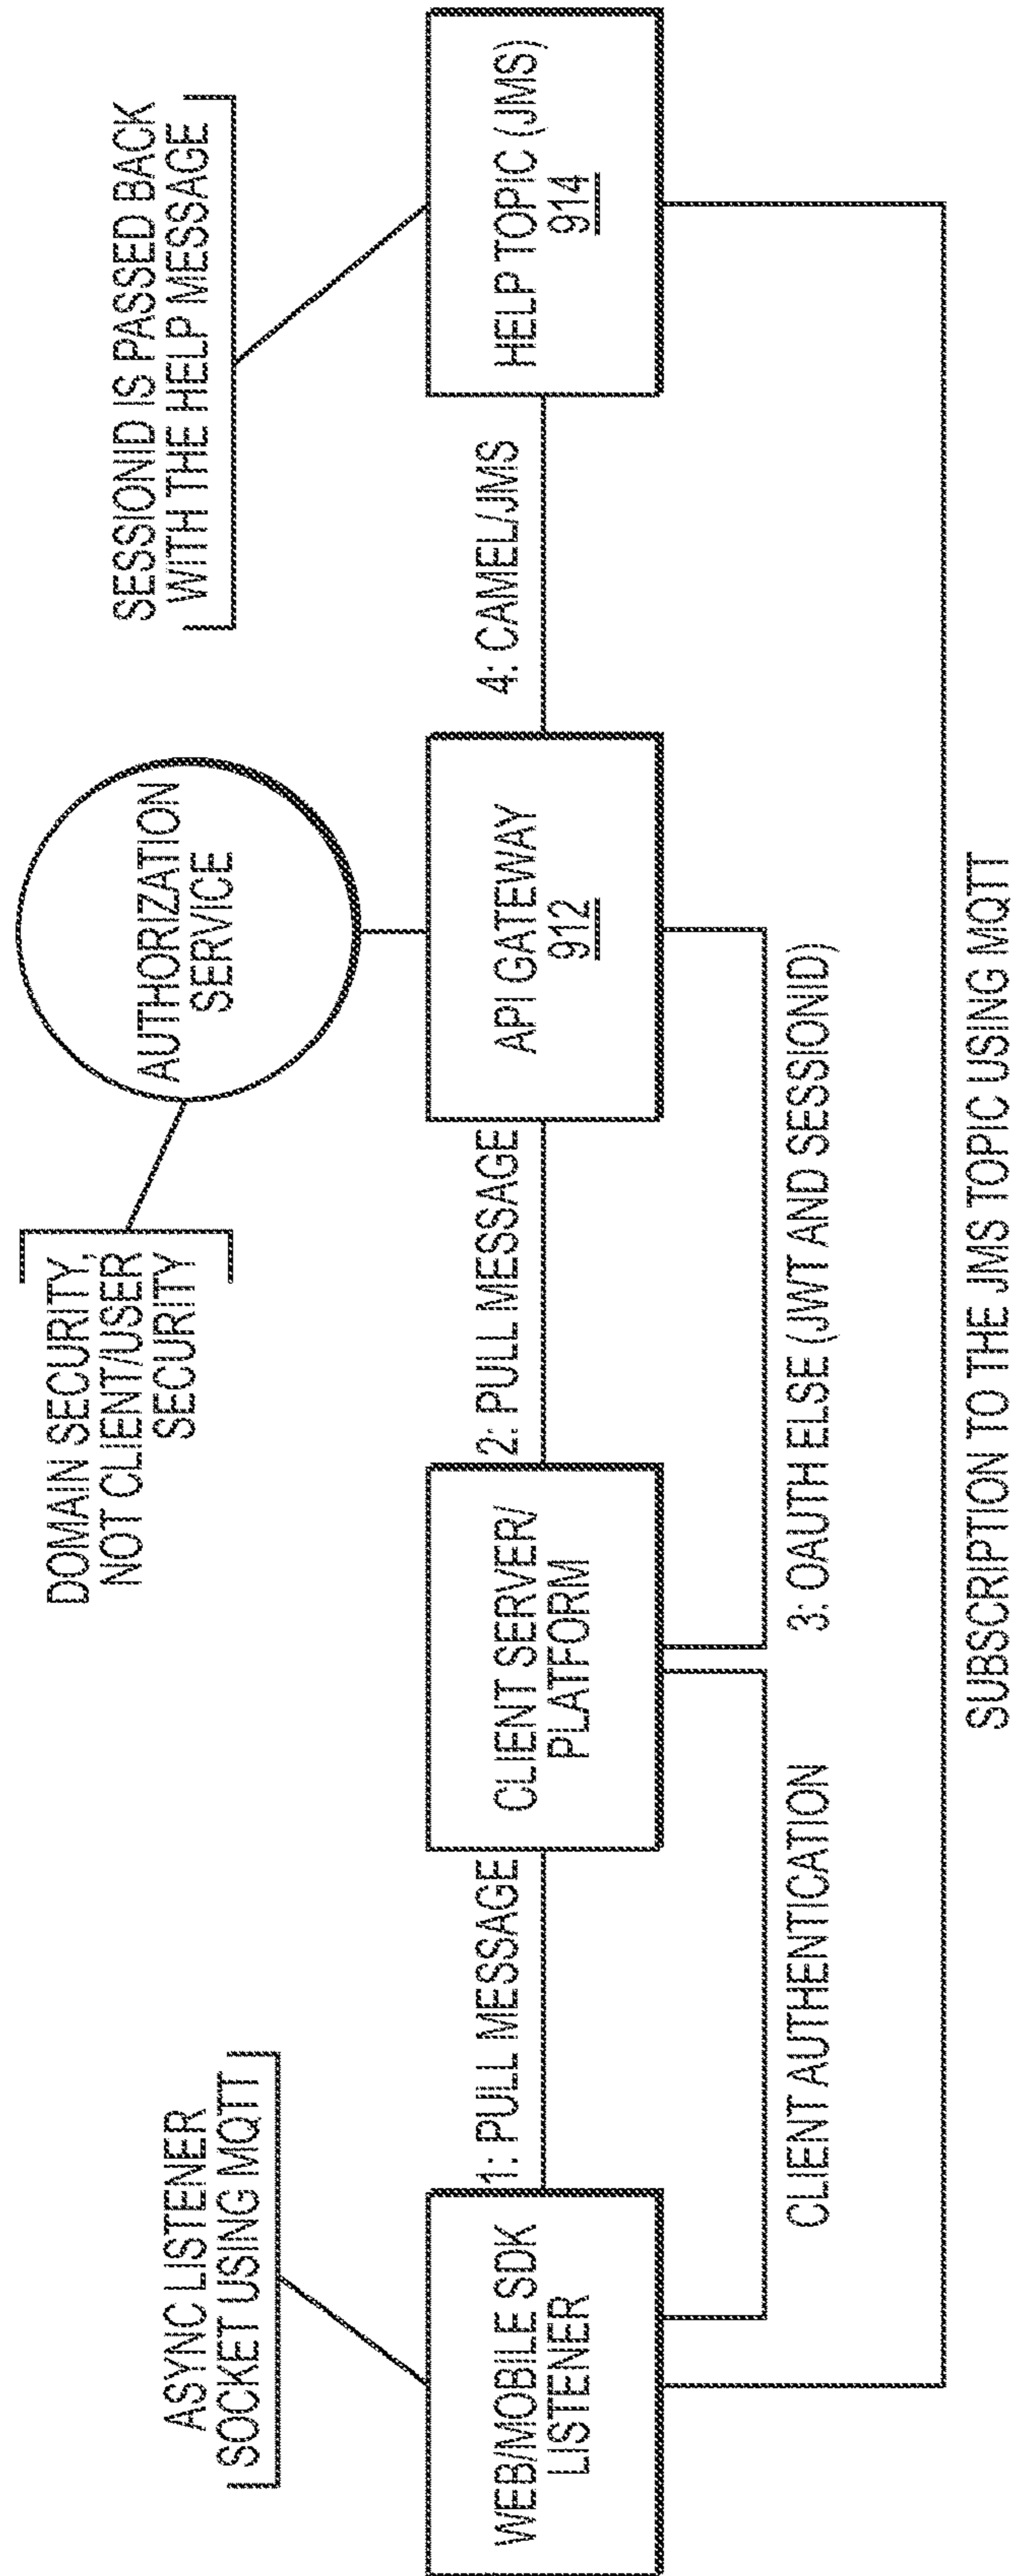 ASYNC LISTENER
SOCKET USING MQTT
DOMAIN SECURITY,
NOT CLIENT/USER
SECURITY
AUTHORIZATION
SERVICE
SESSIONID IS PASSED BACK
WITH THE HELP MESSAGE
WEB/MOBILE SDK
LISTENER
1: PULL MESSAGE
CLIENT SERVER/
PLATFORM
2: PULL MESSAGE
API GATEWAY
912
4: CAMEL/JMS
HELP TOPIC (JMS)
914
CLIENT AUTHENTICATION
3: OAUTH ELSE (JWT AND SESSIONID)
SUBSCRIPTION TO THE JMS TOPIC USING MQTT